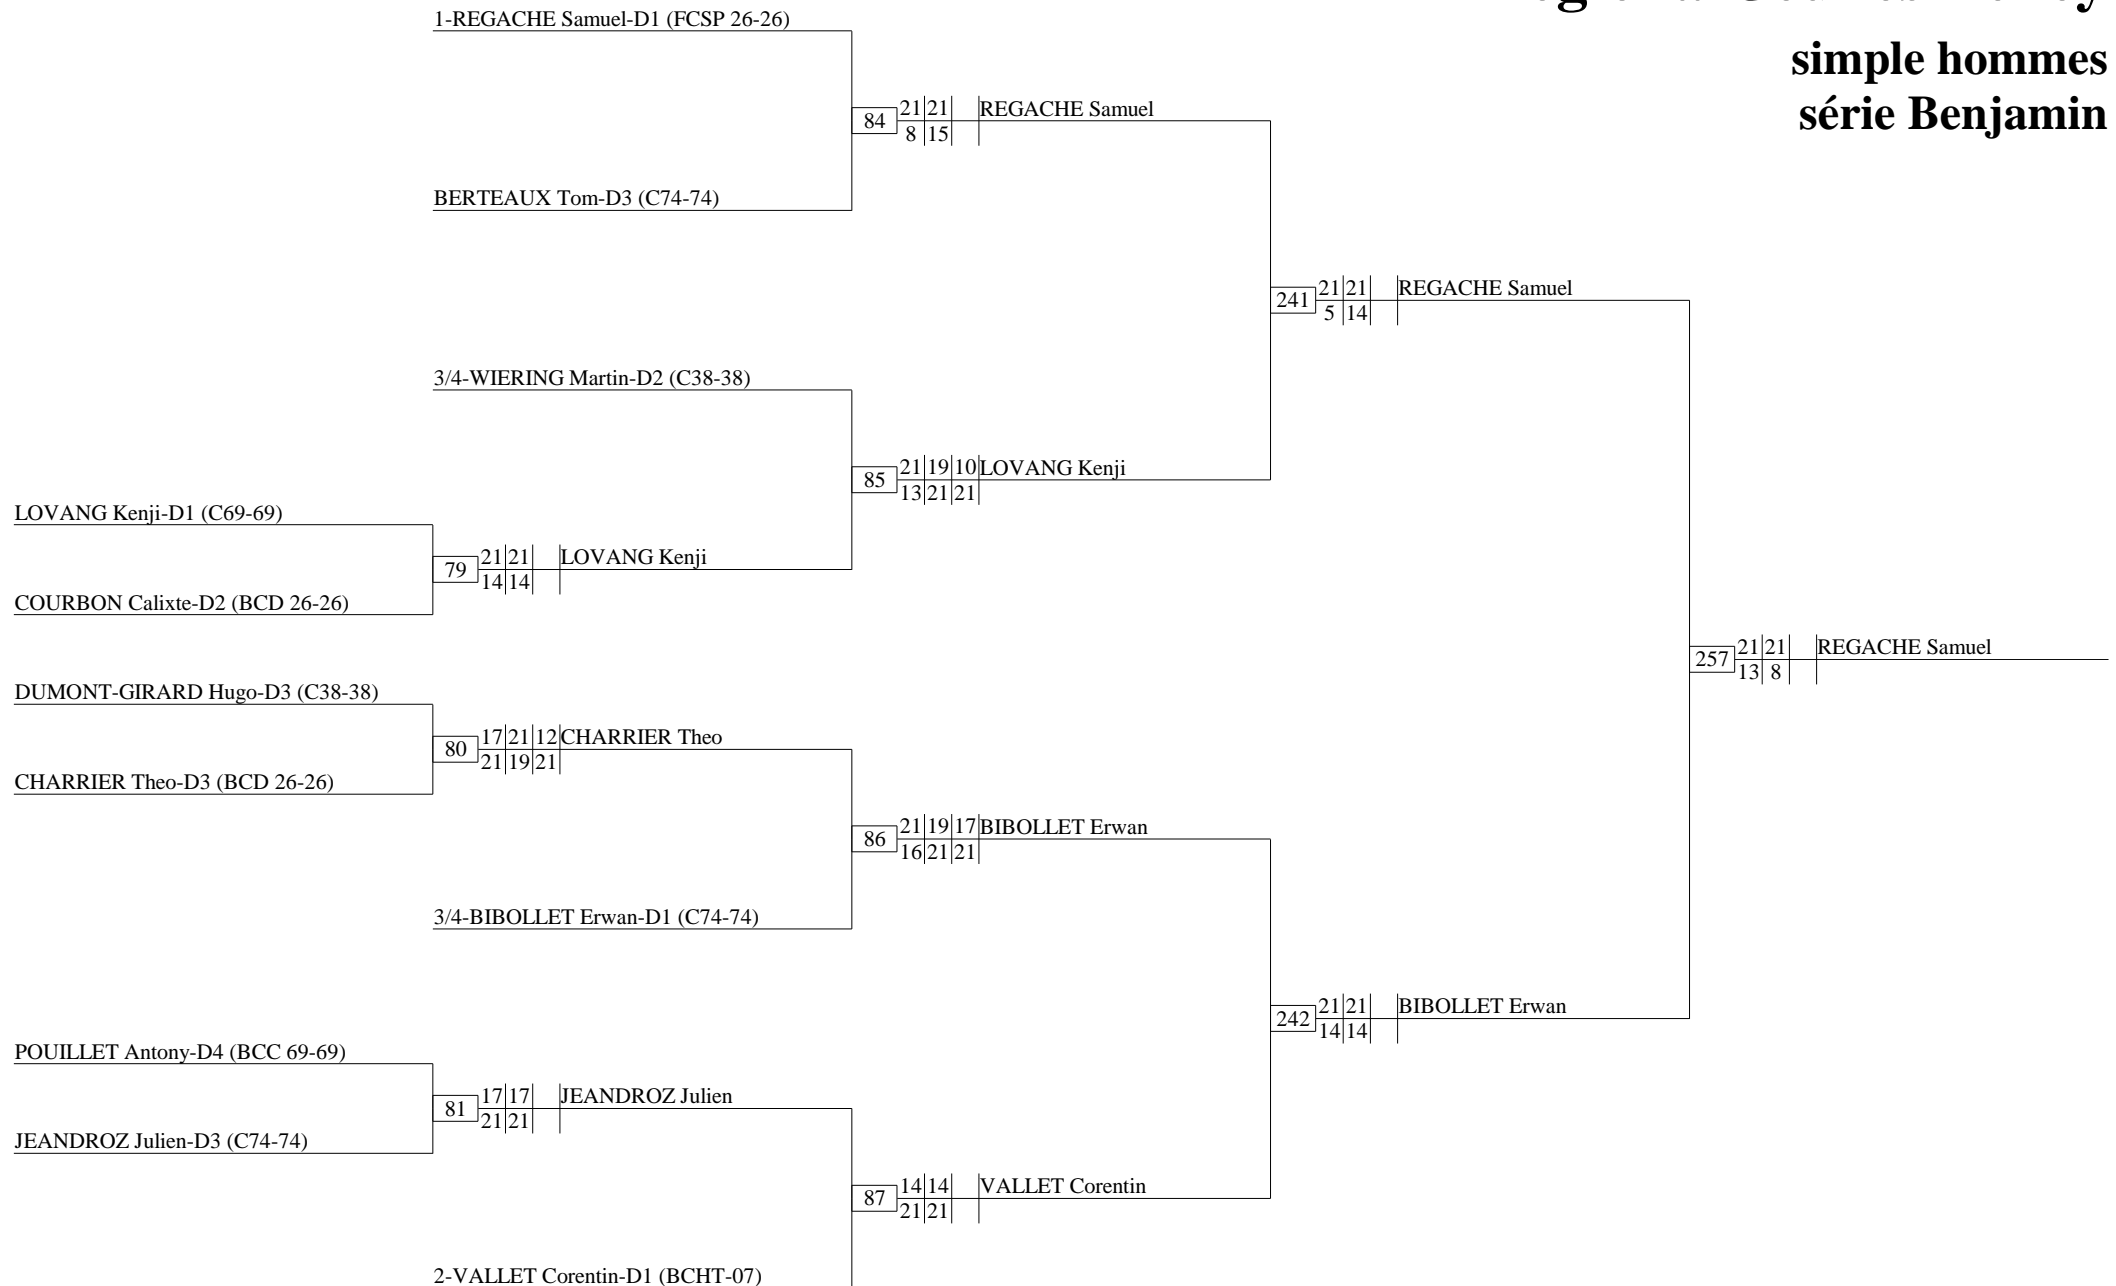 simple hommes
série Benjamin
1-REGACHE Samuel-D1 (FCSP 26-26)
84
21 21
8 15
REGACHE Samuel
BERTEAUX Tom-D3 (C74-74)
241
21 21
5 14
REGACHE Samuel
3/4-WIERING Martin-D2 (C38-38)
85
21 19 10
13 21 21
LOVANG Kenji
LOVANG Kenji-D1 (C69-69)
79
21 21
14 14
LOVANG Kenji
COURBON Calixte-D2 (BCD 26-26)
257
21 21
13 8
REGACHE Samuel
DUMONT-GIRARD Hugo-D3 (C38-38)
80
17 21 12
21 19 21
CHARRIER Theo
CHARRIER Theo-D3 (BCD 26-26)
86
21 19 17
16 21 21
BIBOLLET Erwan
3/4-BIBOLLET Erwan-D1 (C74-74)
242
21 21
14 14
BIBOLLET Erwan
POUILLET Antony-D4 (BCC 69-69)
81
17 17
21 21
JEANDROZ Julien
JEANDROZ Julien-D3 (C74-74)
87
14 14
21 21
VALLET Corentin
2-VALLET Corentin-D1 (BCHT-07)